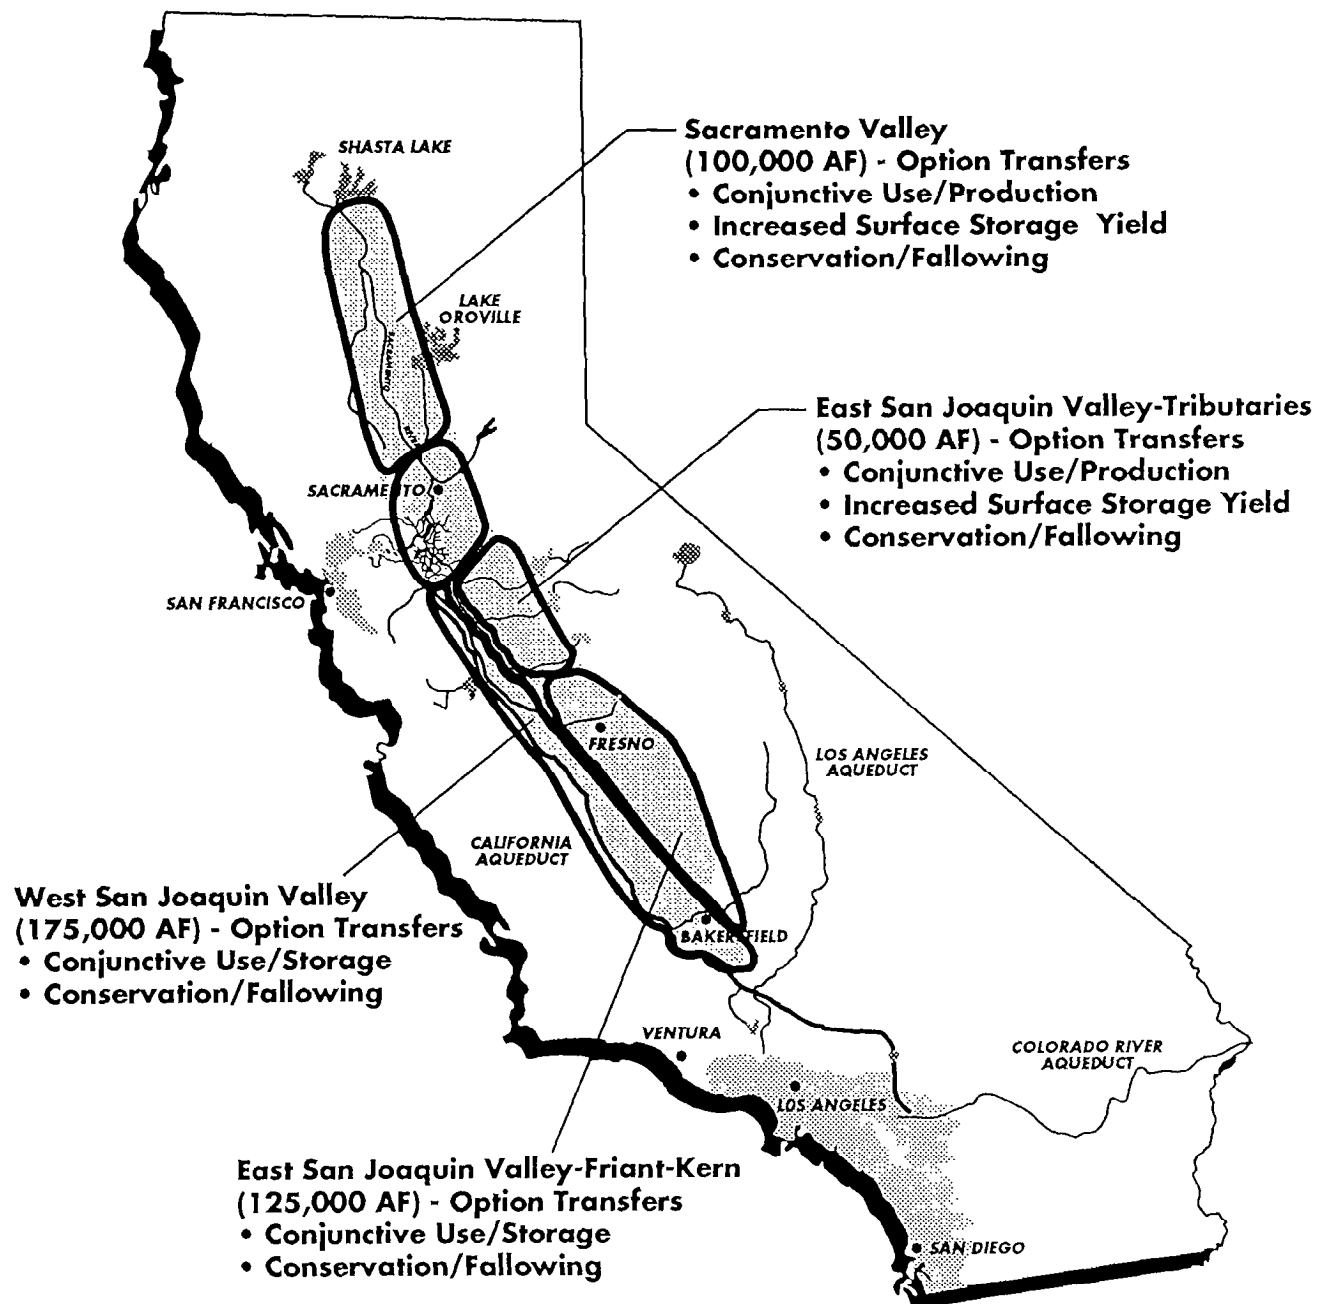 SHASTA LAKE
Sacramento Valley
(100,000 AF) - Option Transfers
• Conjunctive Use/Production
• Increased Surface Storage Yield
• Conservation/Fallowing
LAKE
OROVILLE
SACRAMENTO
East San Joaquin Valley-Tributaries
(50,000 AF) - Option Transfers
• Conjunctive Use/Production
• Increased Surface Storage Yield
• Conservation/Fallowing
SACRAMENTO
SAN FRANCISCO
FRESNO
LOS ANGELES
AQUEDUCT
CALIFORNIA
AQUEDUCT
West San Joaquin Valley
(175,000 AF) - Option Transfers
• Conjunctive Use/Storage
• Conservation/Fallowing
BAKERSFIELD
VENTURA
COLORADO RIVER
AQUEDUCT
LOS ANGELES
East San Joaquin Valley-Friant-Kern
(125,000 AF) - Option Transfers
• Conjunctive Use/Storage
• Conservation/Fallowing
SAN DIEGO